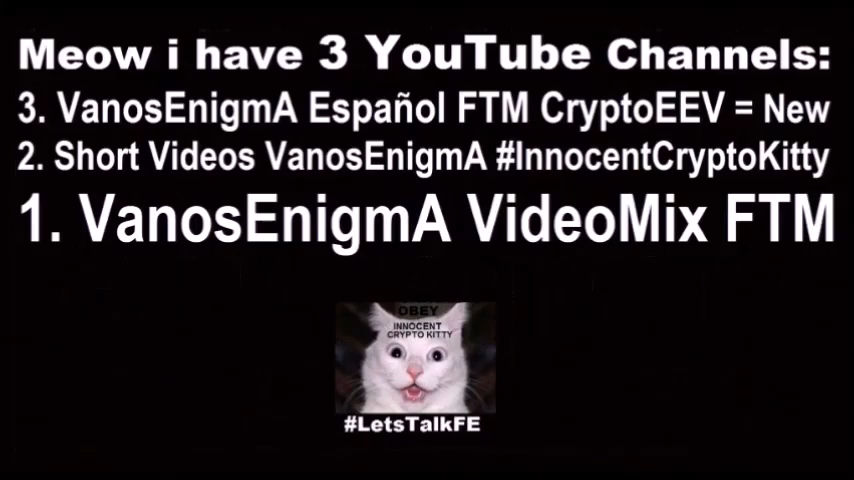 Meow i have 3 YouTube Channels:
3. VanosEnigmA Español FTM CryptoEEV = New
2. Short Videos VanosEnigmA #InnocentCryptoKitty
1. VanosEnigmA VideoMix FTM
OBEY
INNOCENT
CRYPTO KITTY
#LetsTalkFE